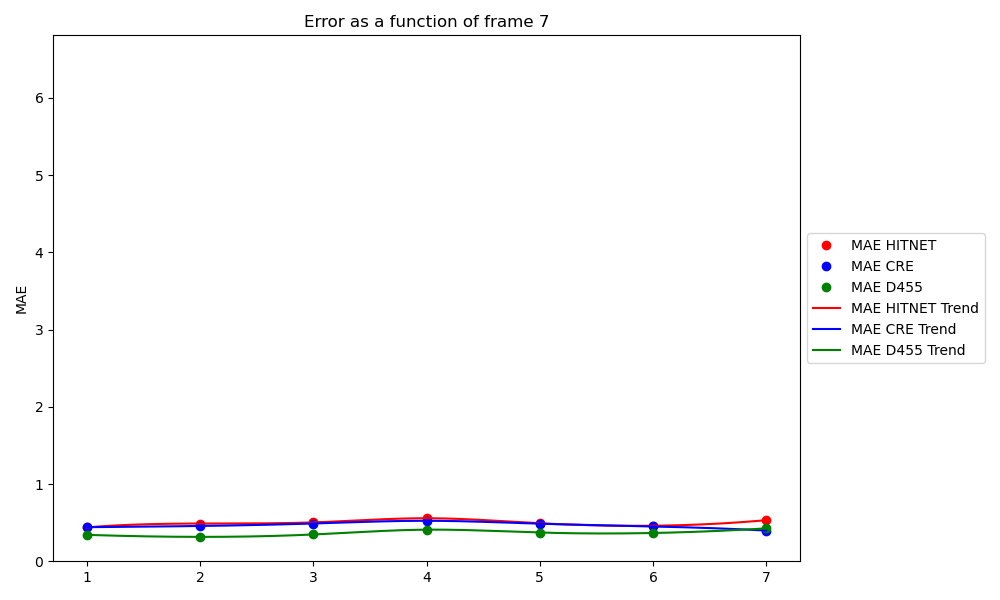 Error as a function of frame 7
MAE
6
5
4
3
2
1
0
1 2 3 4 5 6 7
MAE HITNET
MAE CRE
MAE D455
MAE HITNET Trend
MAE CRE Trend
MAE D455 Trend